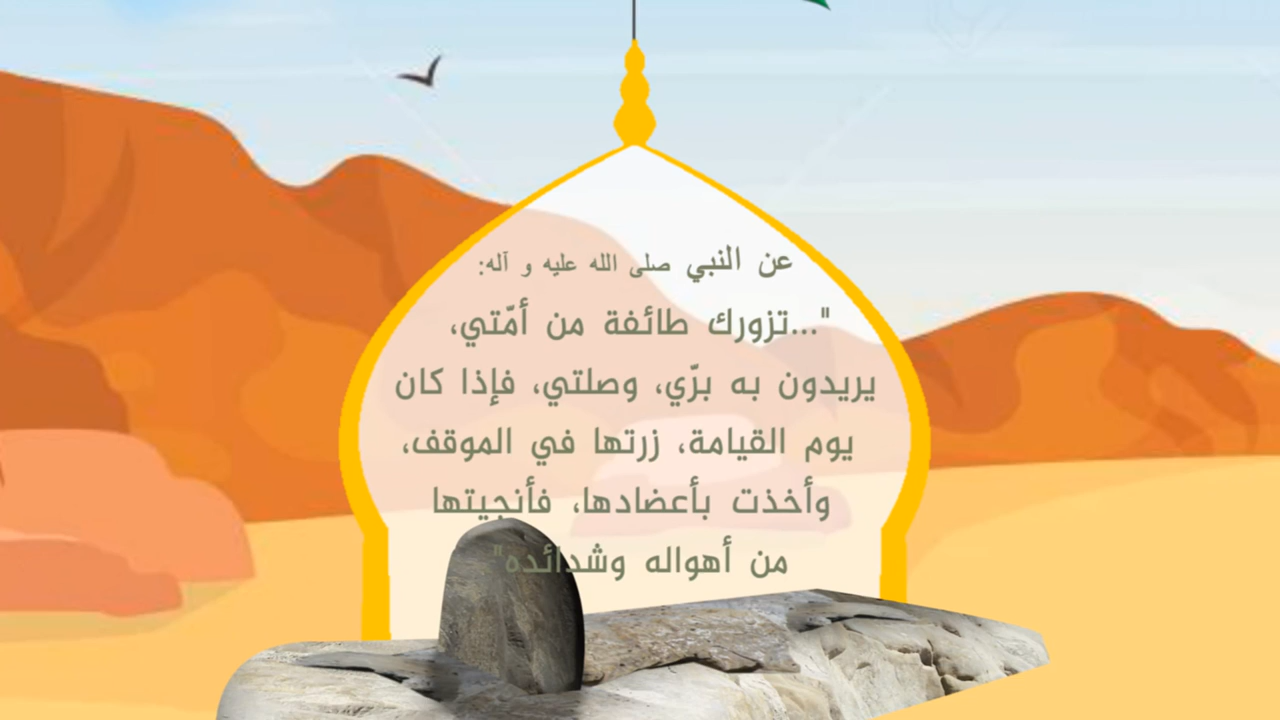 عن النبي صلى الله عليه و آله:
"...تزورك طائفة من أمّتي،
يريدون به برّي، وصلتي، فإذا كان
يوم القيامة، زرتها في الموقف،
وأخذت بأعضادها، فأنجيتها
من أهواله وشدائده"